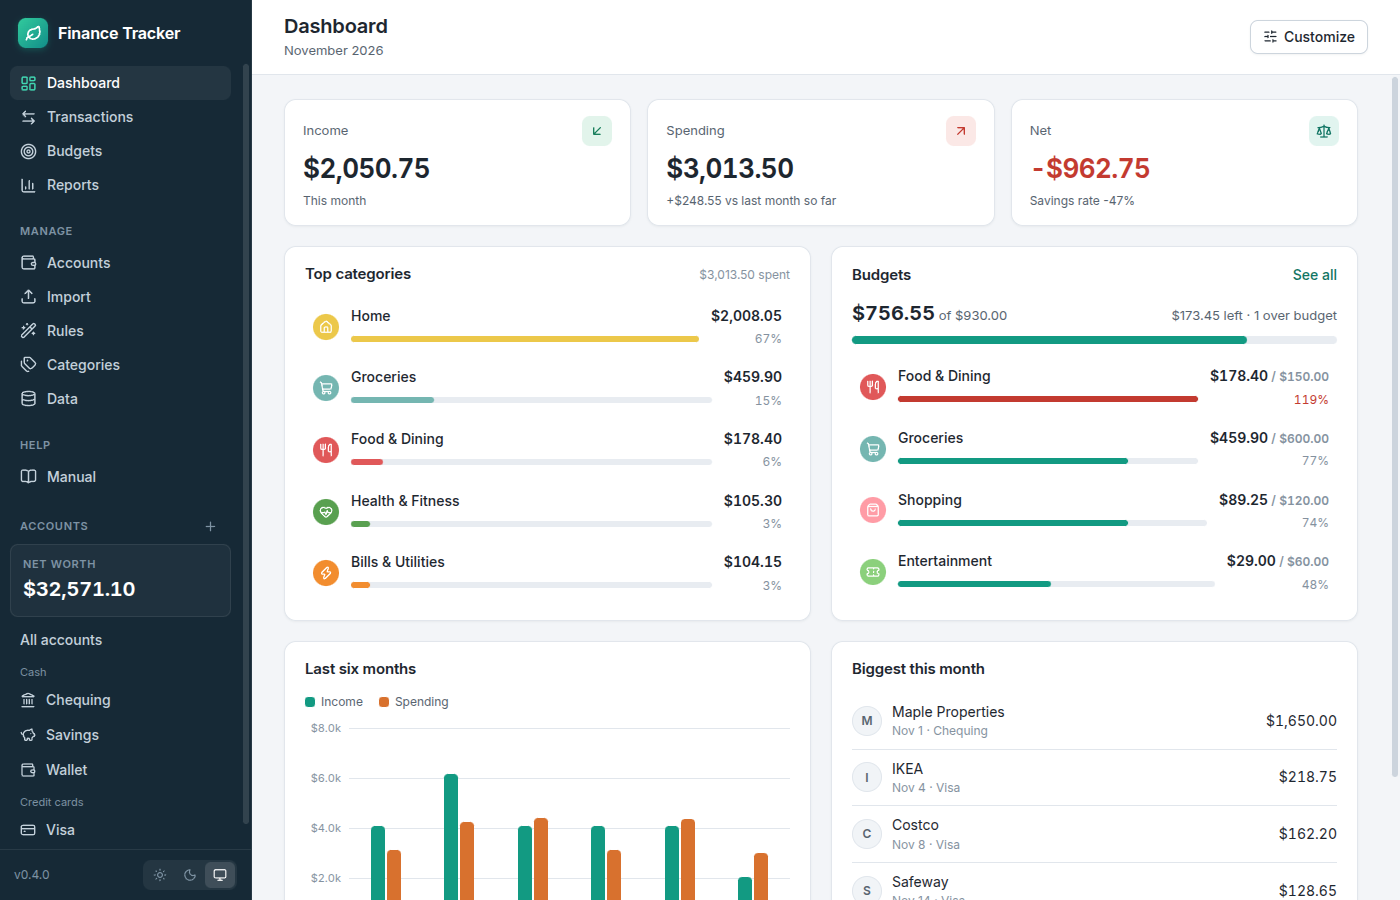 Finance Tracker
Dashboard
Transactions
Budgets
Reports
MANAGE
Accounts
Import
Rules
Categories
Data
HELP
Manual
ACCOUNTS
NET WORTH
$32,571.10
All accounts
Cash
Chequing
Savings
Wallet
Credit cards
Visa
v0.4.0
Dashboard
November 2026
Customize
Income
$2,050.75
This month
Spending
$3,013.50
+$248.55 vs last month so far
Net
-$962.75
Savings rate -47%
Top categories
$3,013.50 spent
Home
$2,008.05
67%
Groceries
$459.90
15%
Food & Dining
$178.40
6%
Health & Fitness
$105.30
3%
Bills & Utilities
$104.15
3%
Budgets
See all
$756.55 of $930.00
$173.45 left · 1 over budget
Food & Dining
$178.40 / $150.00
119%
Groceries
$459.90 / $600.00
77%
Shopping
$89.25 / $120.00
74%
Entertainment
$29.00 / $60.00
48%
Last six months
Income
Spending
$8.0k
$6.0k
$4.0k
$2.0k
Biggest this month
M
Maple Properties
Nov 1 · Chequing
$1,650.00
I
IKEA
Nov 4 · Visa
$218.75
C
Costco
Nov 8 · Visa
$162.20
S
Safeway
Nov 14 · Visa
$128.65